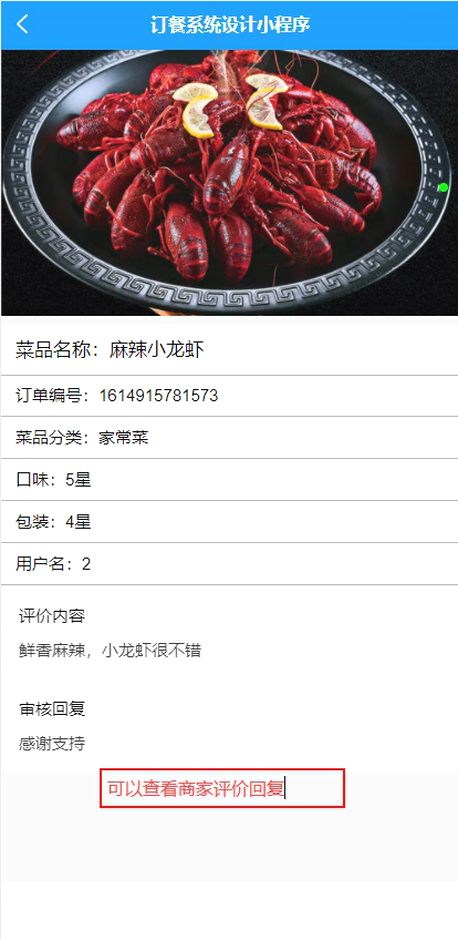 订餐系统设计小程序
菜品名称：麻辣小龙虾
订单编号：1614915781573
菜品分类：家常菜
口味：5星
包装：4星
用户名：2
评价内容
鲜香麻辣，小龙虾很不错
审核回复
感谢支持
可以查看商家评价回复